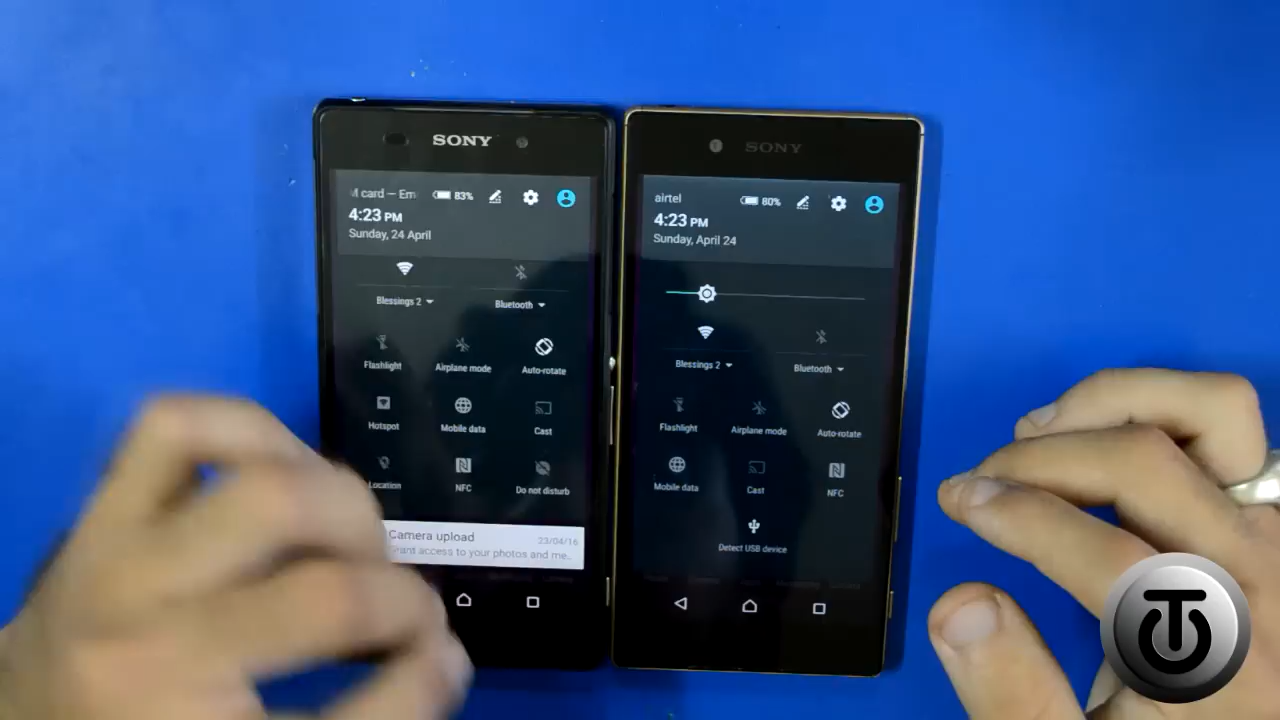 SONY
M card — Em 83%
4:23 PM
Sunday, 24 April
Blessings 2
Bluetooth
Flashlight
Airplane mode
Auto-rotate
Hotspot
Mobile data
Cast
Location
NFC
Do not disturb
Camera upload 23/04/16
Grant access to your photos and me..
SONY
airtel 80%
4:23 PM
Sunday, April 24
Blessings 2
Bluetooth
Flashlight
Airplane mode
Auto-rotate
Mobile data
Cast
NFC
Detect USB device